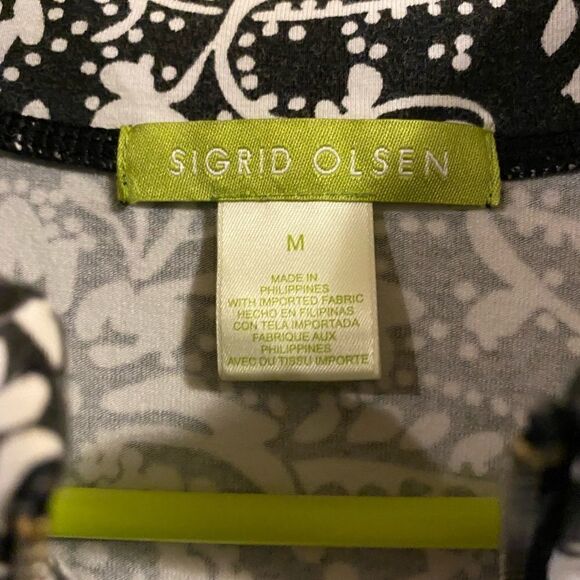 SIGRID OLSEN
M
MADE IN
PHILIPPINES
WITH IMPORTED FABRIC
HECHO EN FILIPINAS
CON TELA IMPORTADA
FABRIQUE AUX
PHILIPPINES
AVEC DU TISSU IMPORTE